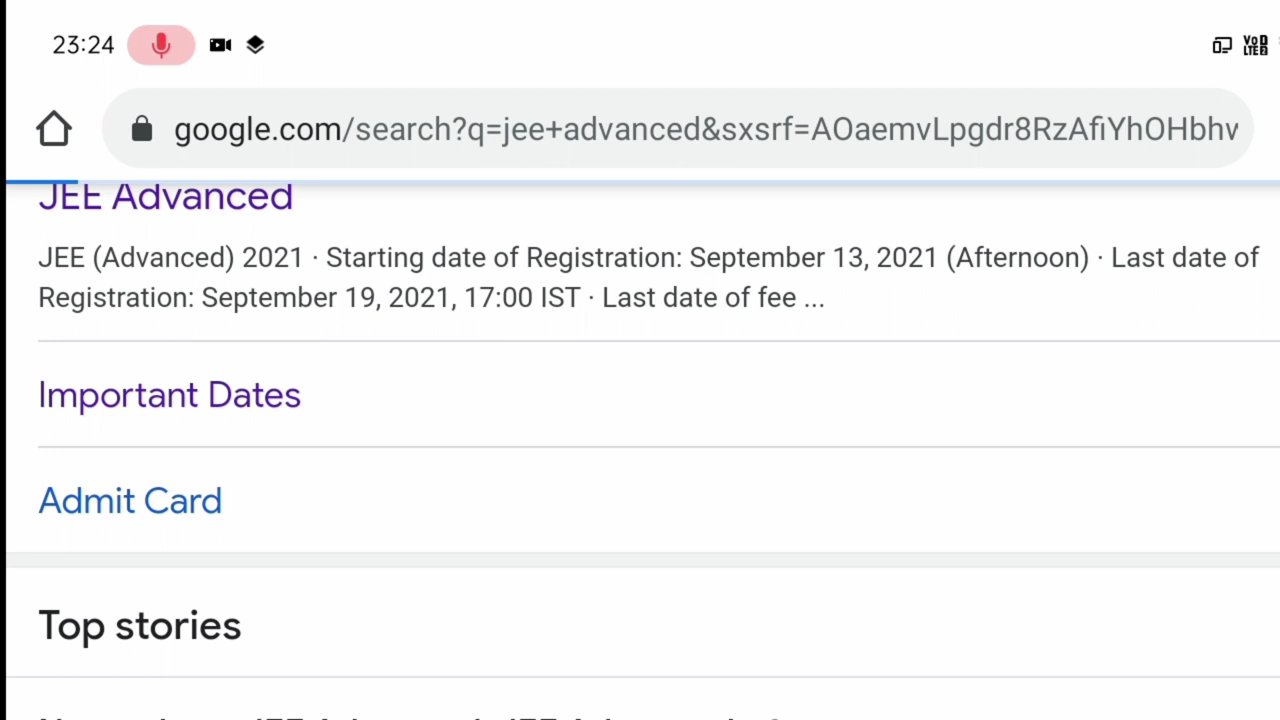 23:24
google.com/search?q=jee+advanced&sxsrf=AOaemvLpgdr8RzAfiYhOHbhv
JEE Advanced
JEE (Advanced) 2021 · Starting date of Registration: September 13, 2021 (Afternoon) · Last date of
Registration: September 19, 2021, 17:00 IST · Last date of fee ...
Important Dates
Admit Card
Top stories